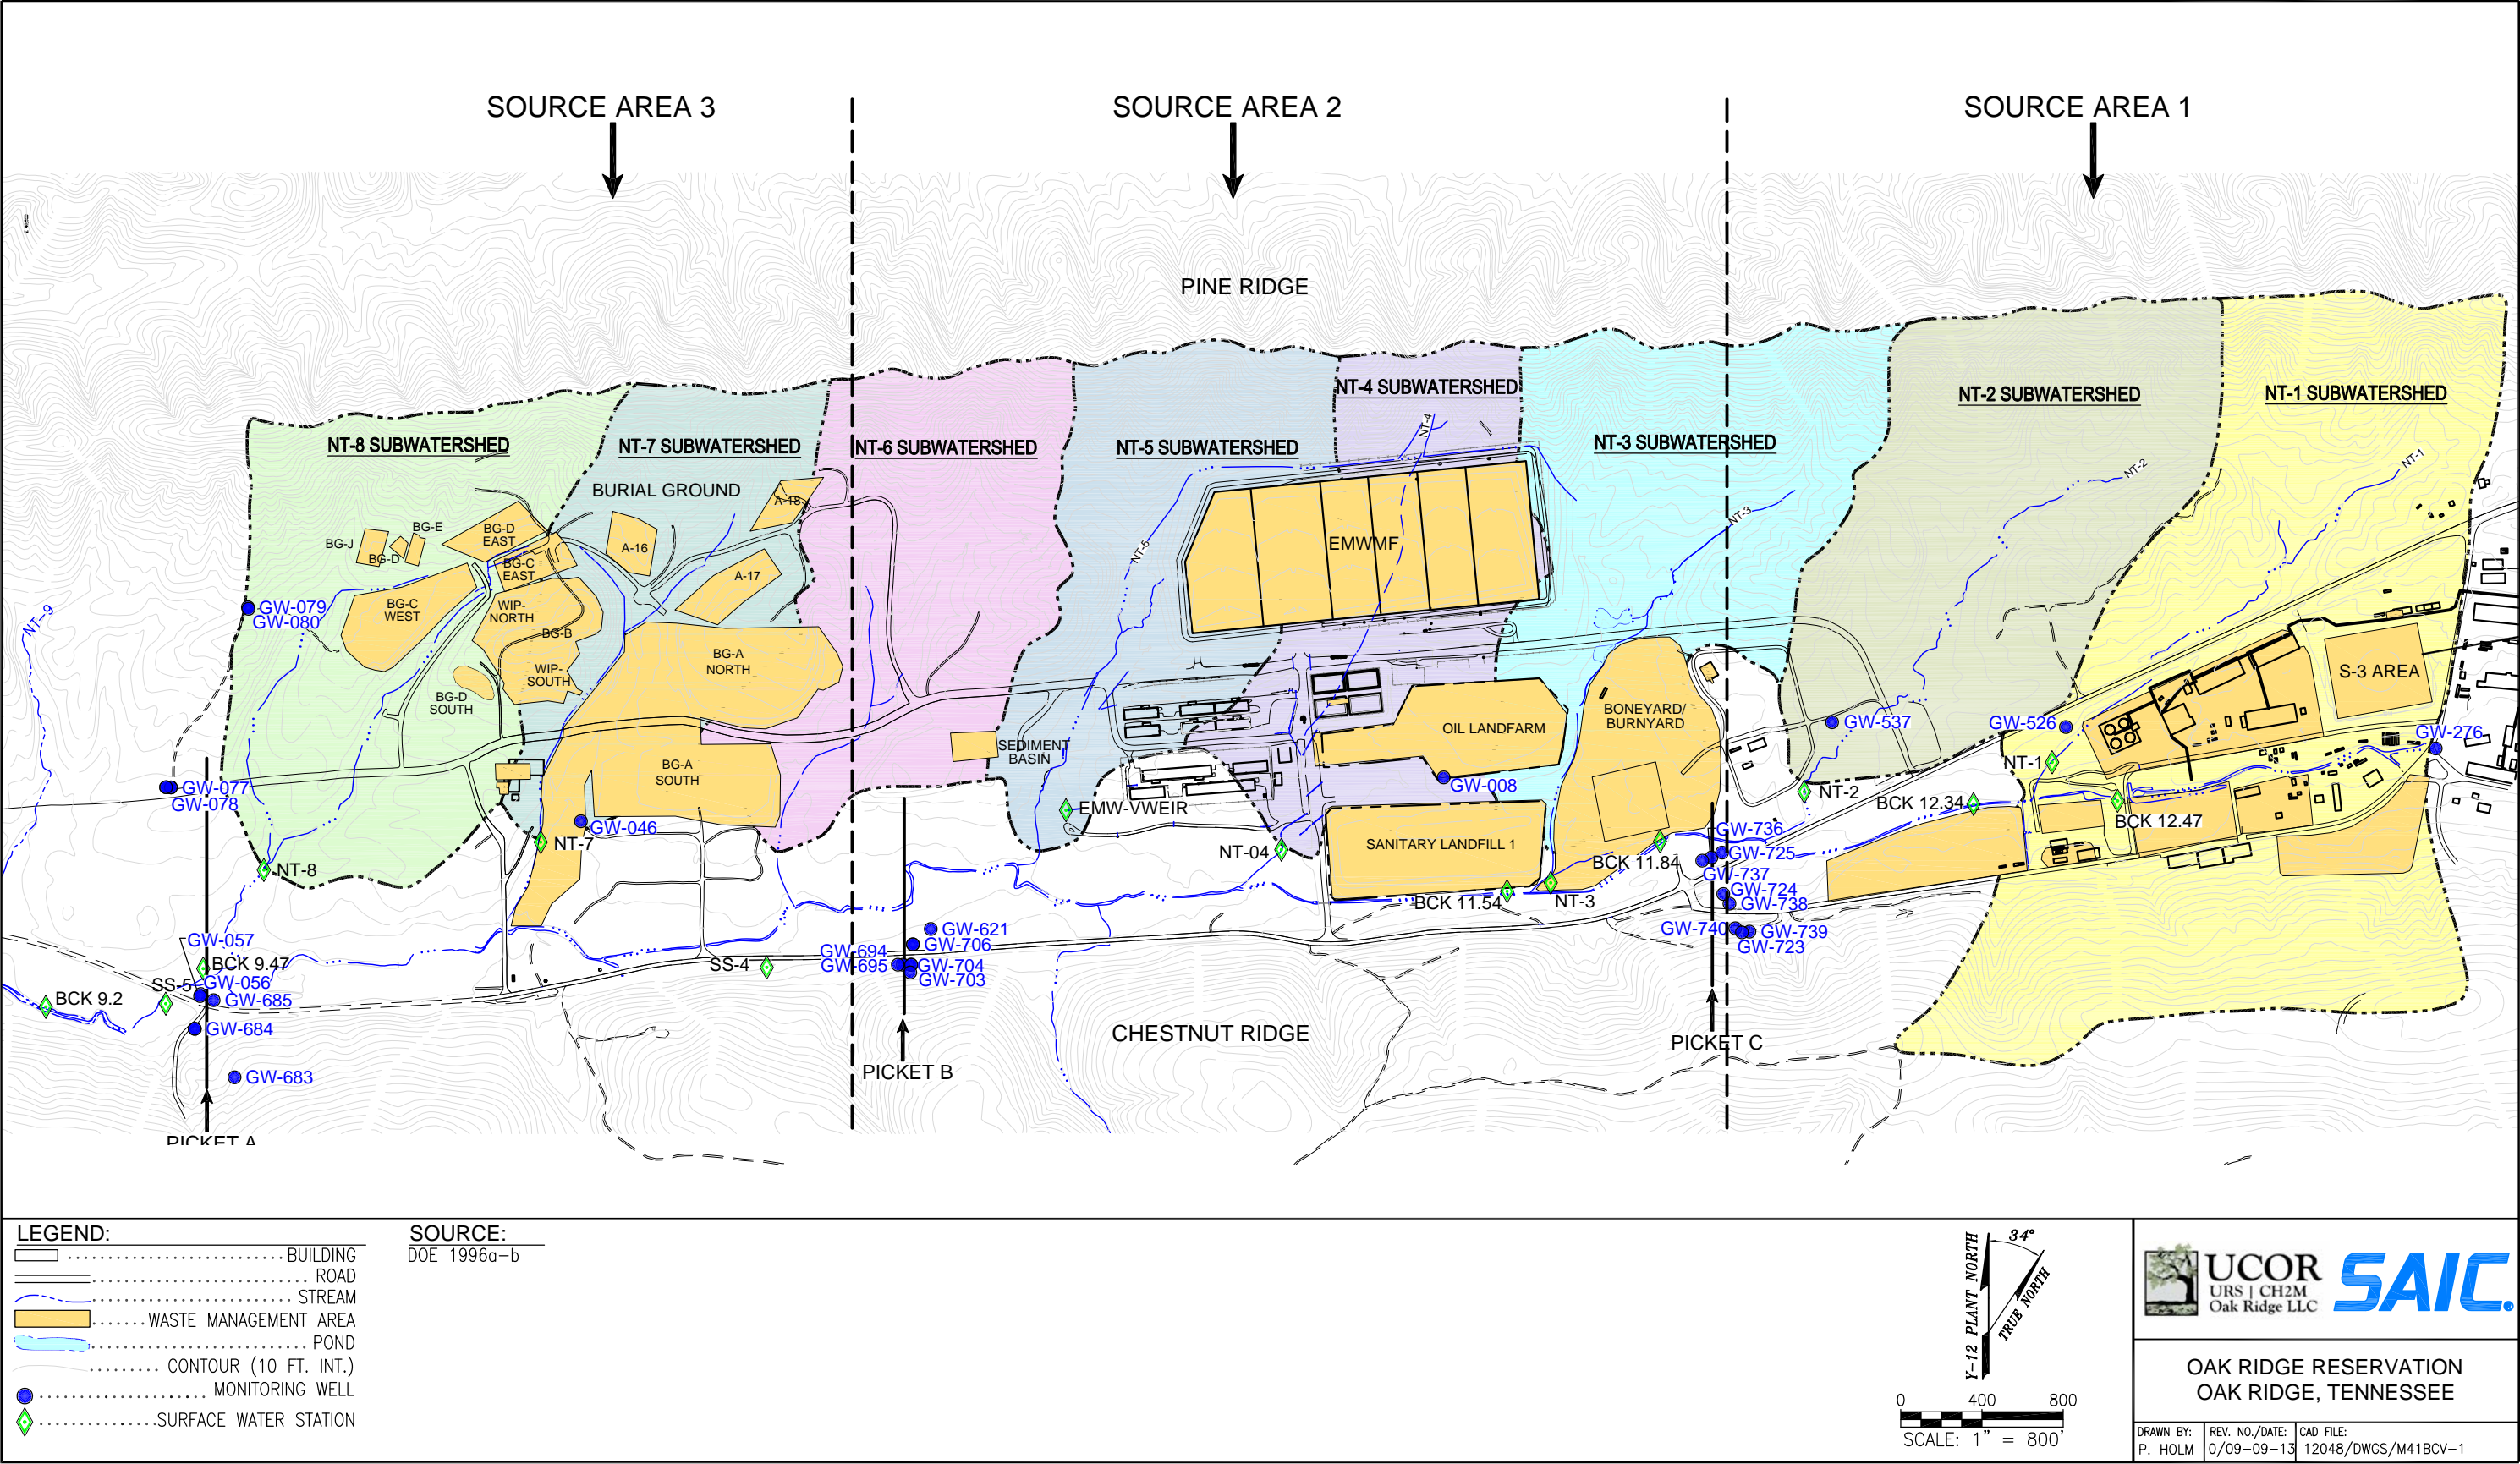 SOURCE AREA 3
SOURCE AREA 2
SOURCE AREA 1
PINE RIDGE
NT-8 SUBWATERSHED
NT-7 SUBWATERSHED
NT-6 SUBWATERSHED
NT-5 SUBWATERSHED
NT-4 SUBWATERSHED
NT-3 SUBWATERSHED
NT-2 SUBWATERSHED
NT-1 SUBWATERSHED
BURIAL GROUND
NT-4
NT-1
NT-2
NT-3
NT-5
NT-9
A-18
A-16
A-17
BG-J
BG-D
BG-E
BG-D
EAST
BG-C
EAST
BG-C
WEST
WIP-
NORTH
BG-B
WIP-
SOUTH
BG-D
SOUTH
BG-A
NORTH
BG-A
SOUTH
EMWMF
SEDIMENT
BASIN
OIL LANDFARM
BONEYARD/
BURNYARD
SANITARY LANDFILL 1
S-3 AREA
GW-079
GW-080
GW-077
GW-078
GW-046
GW-008
GW-537
GW-526
GW-276
NT-1
NT-2
BCK 12.34
BCK 12.47
EMW-VWEIR
NT-04
NT-7
NT-8
BCK 11.84
BCK 11.54
NT-3
GW-736
GW-725
GW-737
GW-724
GW-738
GW-740
GW-739
GW-723
GW-621
GW-706
GW-694
GW-695
GW-704
GW-703
SS-4
GW-057
BCK 9.47
GW-056
SS-5
GW-685
BCK 9.2
GW-684
GW-683
CHESTNUT RIDGE
PICKET A
PICKET B
PICKET C
LEGEND:
BUILDING
ROAD
STREAM
WASTE MANAGEMENT AREA
POND
CONTOUR (10 FT. INT.)
MONITORING WELL
SURFACE WATER STATION
SOURCE:
DOE 1996a-b
34°
Y-12 PLANT NORTH
TRUE NORTH
0 400 800
SCALE: 1" = 800'
UCOR
URS | CH2M
Oak Ridge LLC
SAIC®
OAK RIDGE RESERVATION
OAK RIDGE, TENNESSEE
DRAWN BY:
P. HOLM
REV. NO./DATE:
0/09-09-13
CAD FILE:
12048/DWGS/M41BCV-1